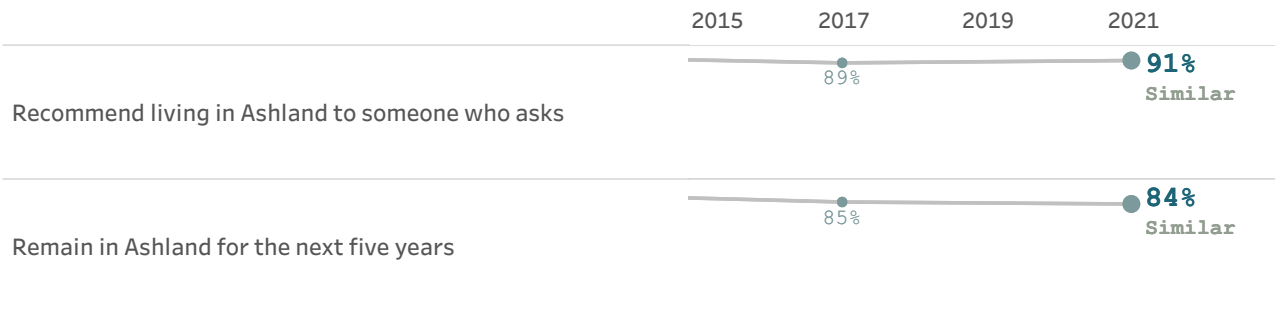 2015 2017 2019 2021
91%
89%
Similar
Recommend living in Ashland to someone who asks
84%
85%
Similar
Remain in Ashland for the next five years